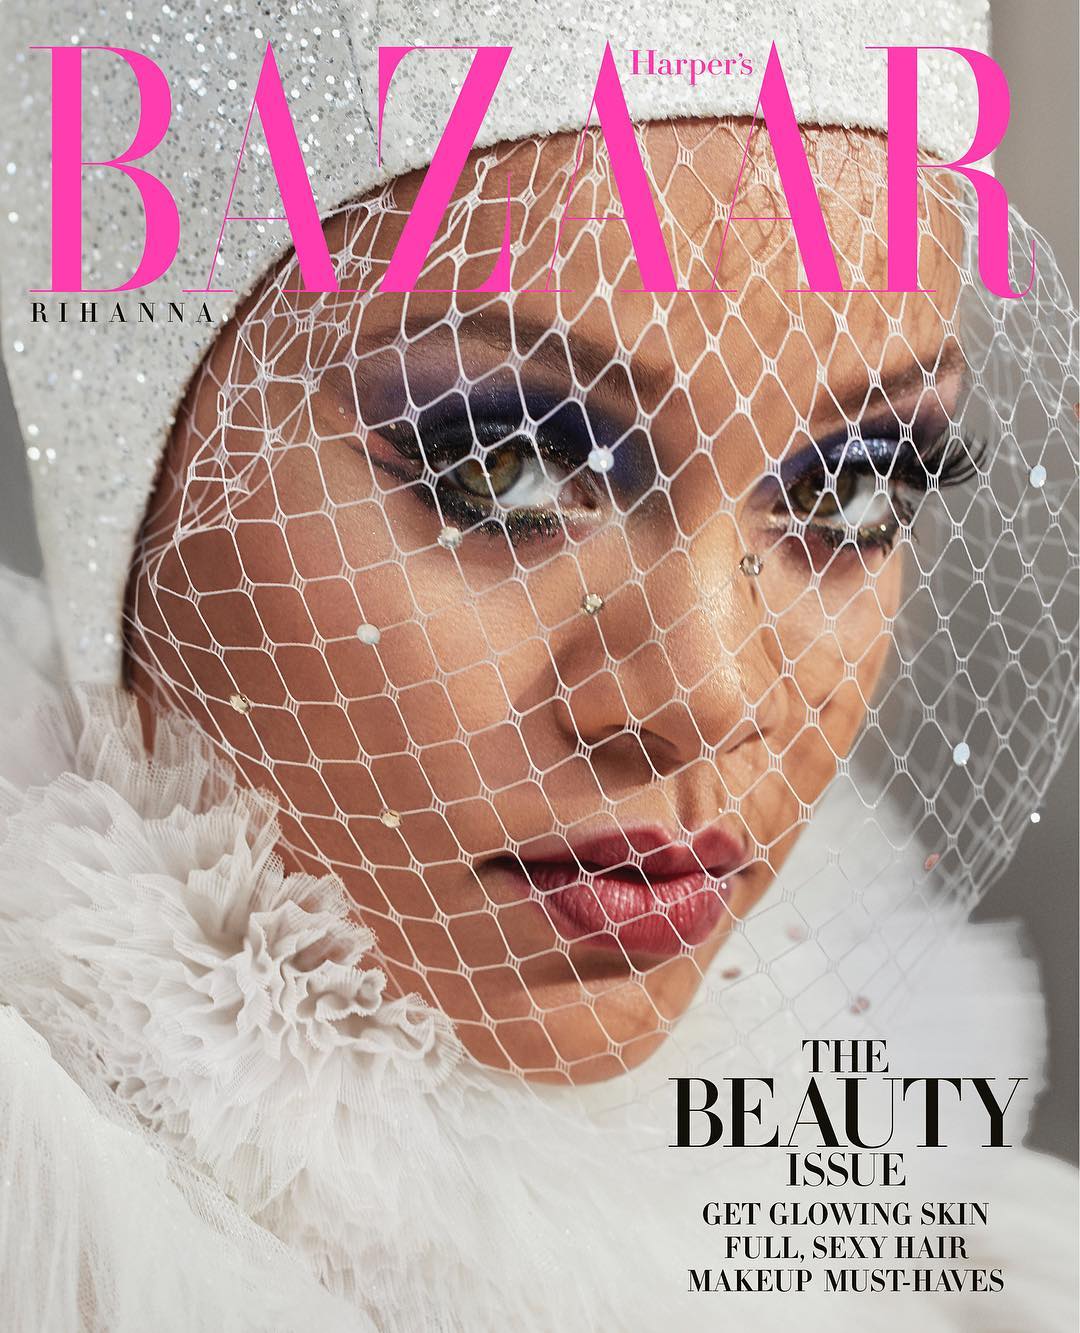 Harper's
BAZAAR
RIHANNA
THE
BEAUTY
ISSUE
GET GLOWING SKIN
FULL, SEXY HAIR
MAKEUP MUST-HAVES